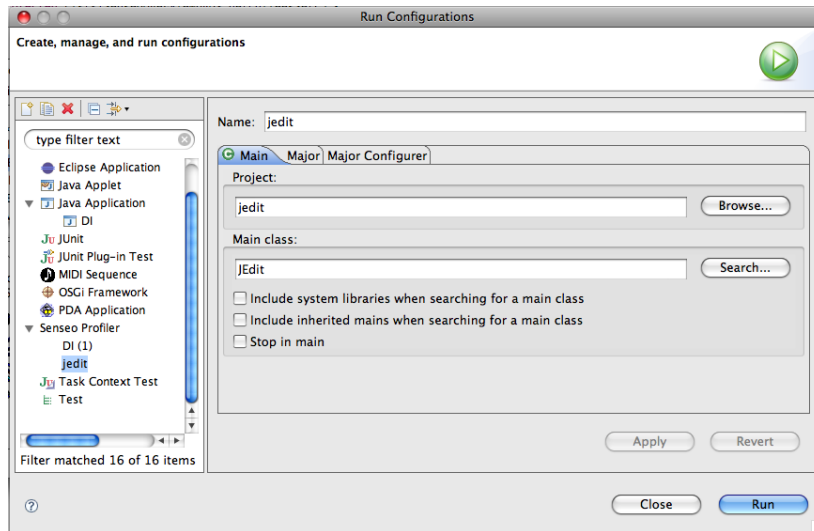 Run Configurations
Create, manage, and run configurations
type filter text
Eclipse Application
Java Applet
Java Application
DI
JUnit
JUnit Plug-in Test
MIDI Sequence
OSGi Framework
PDA Application
Senseo Profiler
DI (1)
jedit
Task Context Test
Test
Filter matched 16 of 16 items
Name: jedit
Main Major Major Configurer
Project:
jedit Browse...
Main class:
JEdit Search...
Include system libraries when searching for a main class
Include inherited mains when searching for a main class
Stop in main
Apply Revert
? Close Run